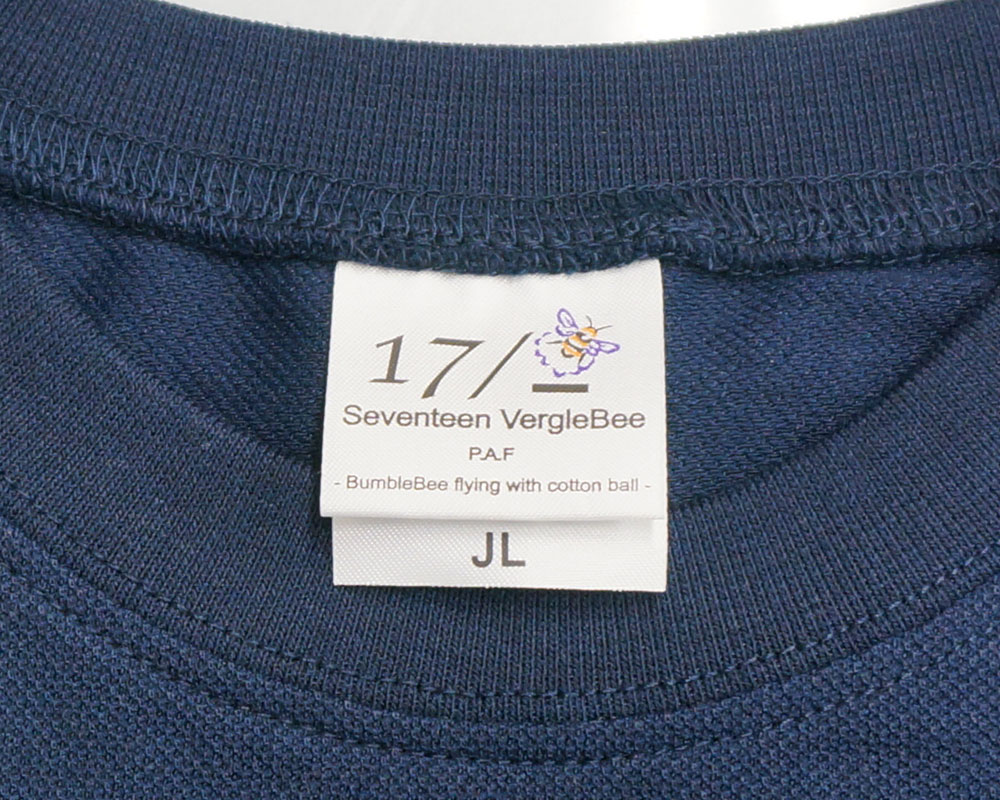 17/_
Seventeen VergleBee
P.A.F
- BumbleBee flying with cotton ball -
JL